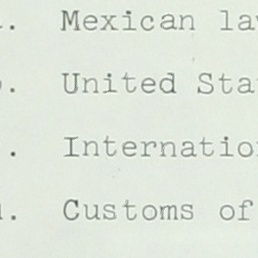 . Mexican la
. United Sta
. Internatio
. Customs of